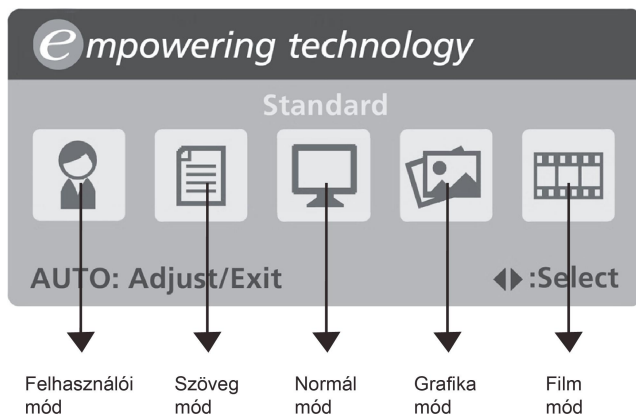 empowering technology
Standard
AUTO: Adjust/Exit ◀▶:Select
Felhasználói mód
Szöveg mód
Normál mód
Grafika mód
Film mód